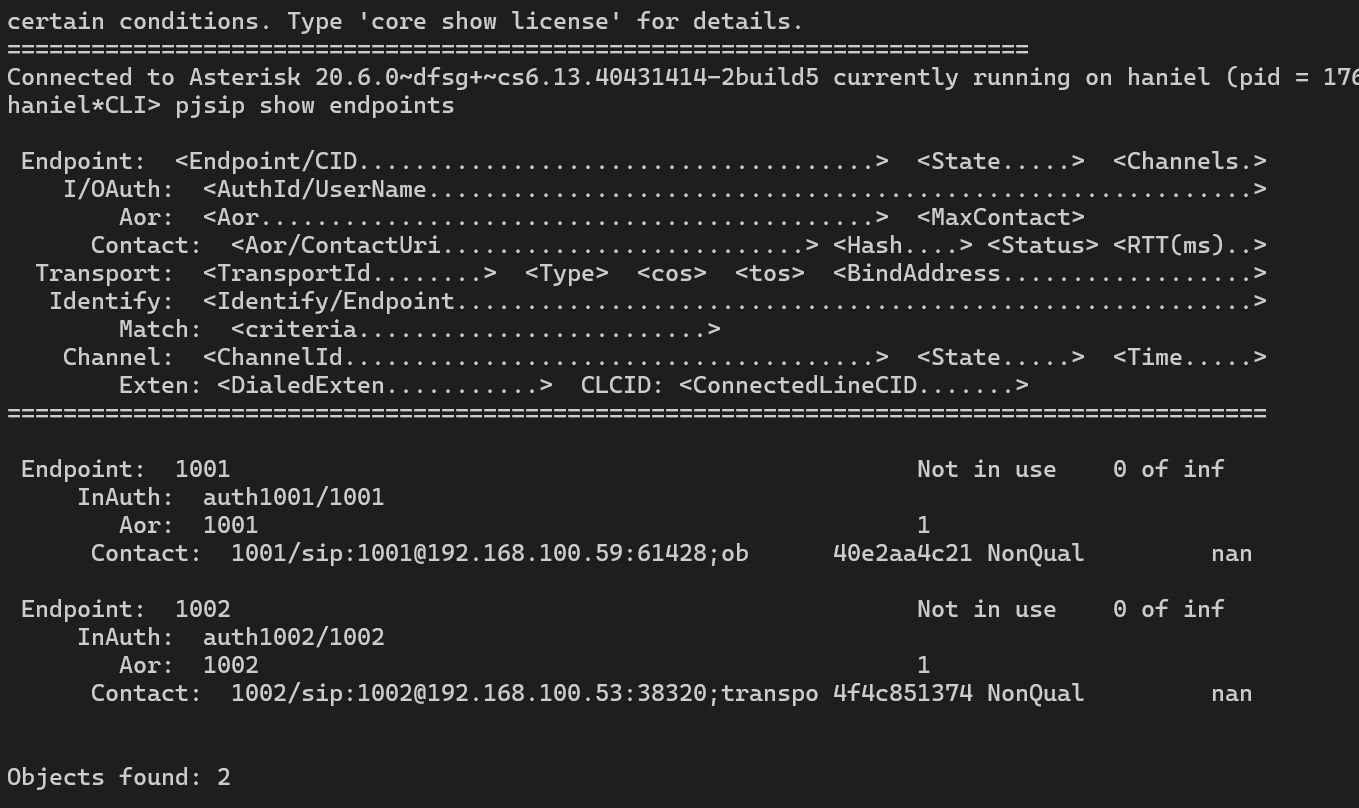 certain conditions. Type 'core show license' for details.
=========================================================================
Connected to Asterisk 20.6.0~dfsg+~cs6.13.40431414-2build5 currently running on haniel (pid = 176
haniel*CLI> pjsip show endpoints

 Endpoint:  <Endpoint/CID.....................................>  <State.....>  <Channels.>
    I/OAuth:  <AuthId/UserName...........................................................>
        Aor:  <Aor............................................>  <MaxContact>
      Contact:  <Aor/ContactUri..........................> <Hash....> <Status> <RTT(ms)..>
  Transport:  <TransportId........>  <Type>  <cos>  <tos>  <BindAddress..................>
   Identify:  <Identify/Endpoint.........................................................>
        Match:  <criteria.........................>
    Channel:  <ChannelId......................................>  <State.....>  <Time.....>
        Exten: <DialedExten...........>  CLCID: <ConnectedLineCID.......>
==========================================================================================

 Endpoint:  1001                                                 Not in use    0 of inf
     InAuth:  auth1001/1001
        Aor:  1001                                               1
      Contact:  1001/sip:1001@192.168.100.59:61428;ob      40e2aa4c21 NonQual         nan

 Endpoint:  1002                                                 Not in use    0 of inf
     InAuth:  auth1002/1002
        Aor:  1002                                               1
      Contact:  1002/sip:1002@192.168.100.53:38320;transpo 4f4c851374 NonQual         nan


Objects found: 2